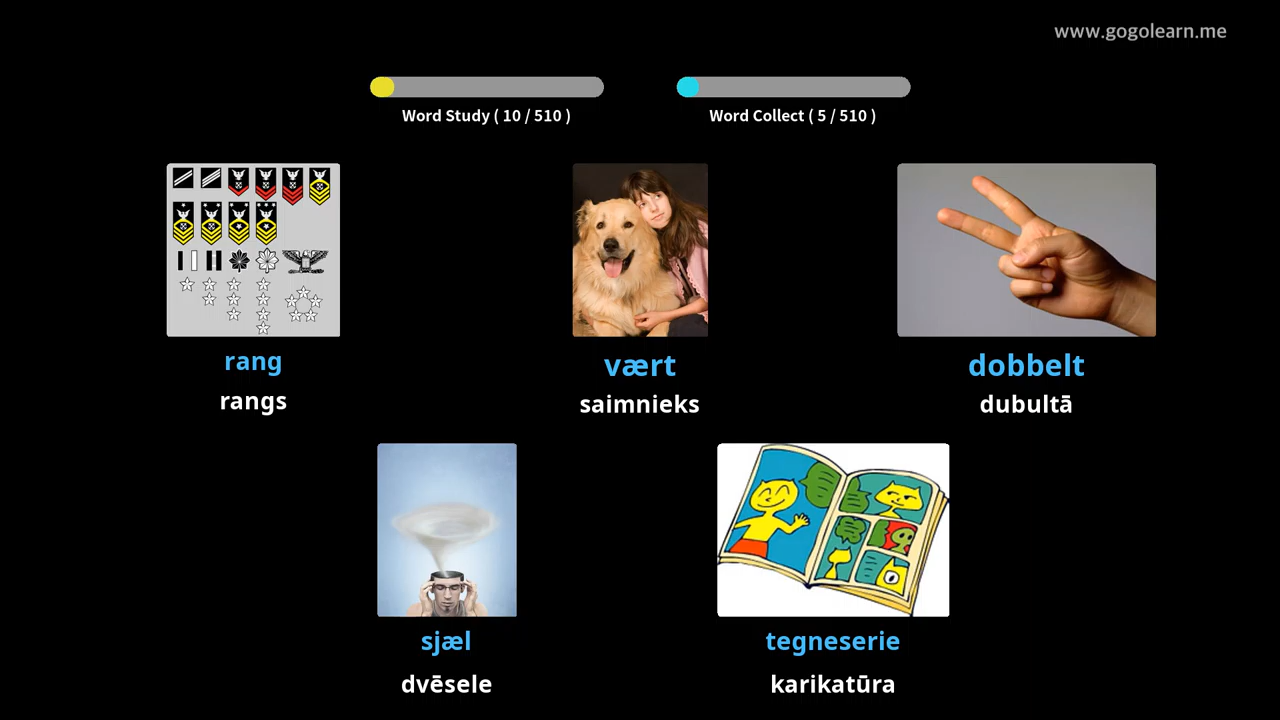 www.gogolearn.me
Word Study ( 10 / 510 )
Word Collect ( 5 / 510 )
rang
rangs
vært
saimnieks
dobbelt
dubultā
sjæl
dvēsele
tegneserie
karikatūra